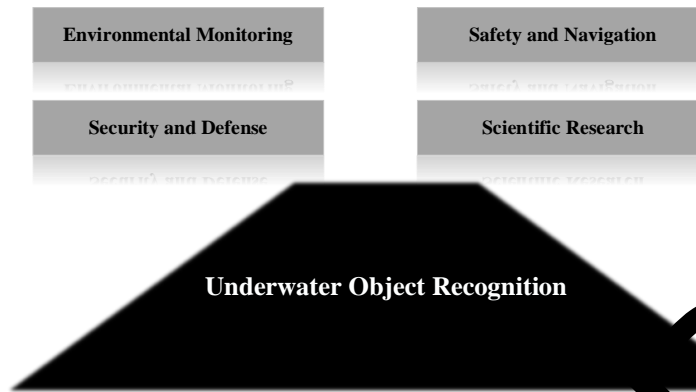 Environmental Monitoring
Safety and Navigation
Security and Defense
Scientific Research
Underwater Object Recognition